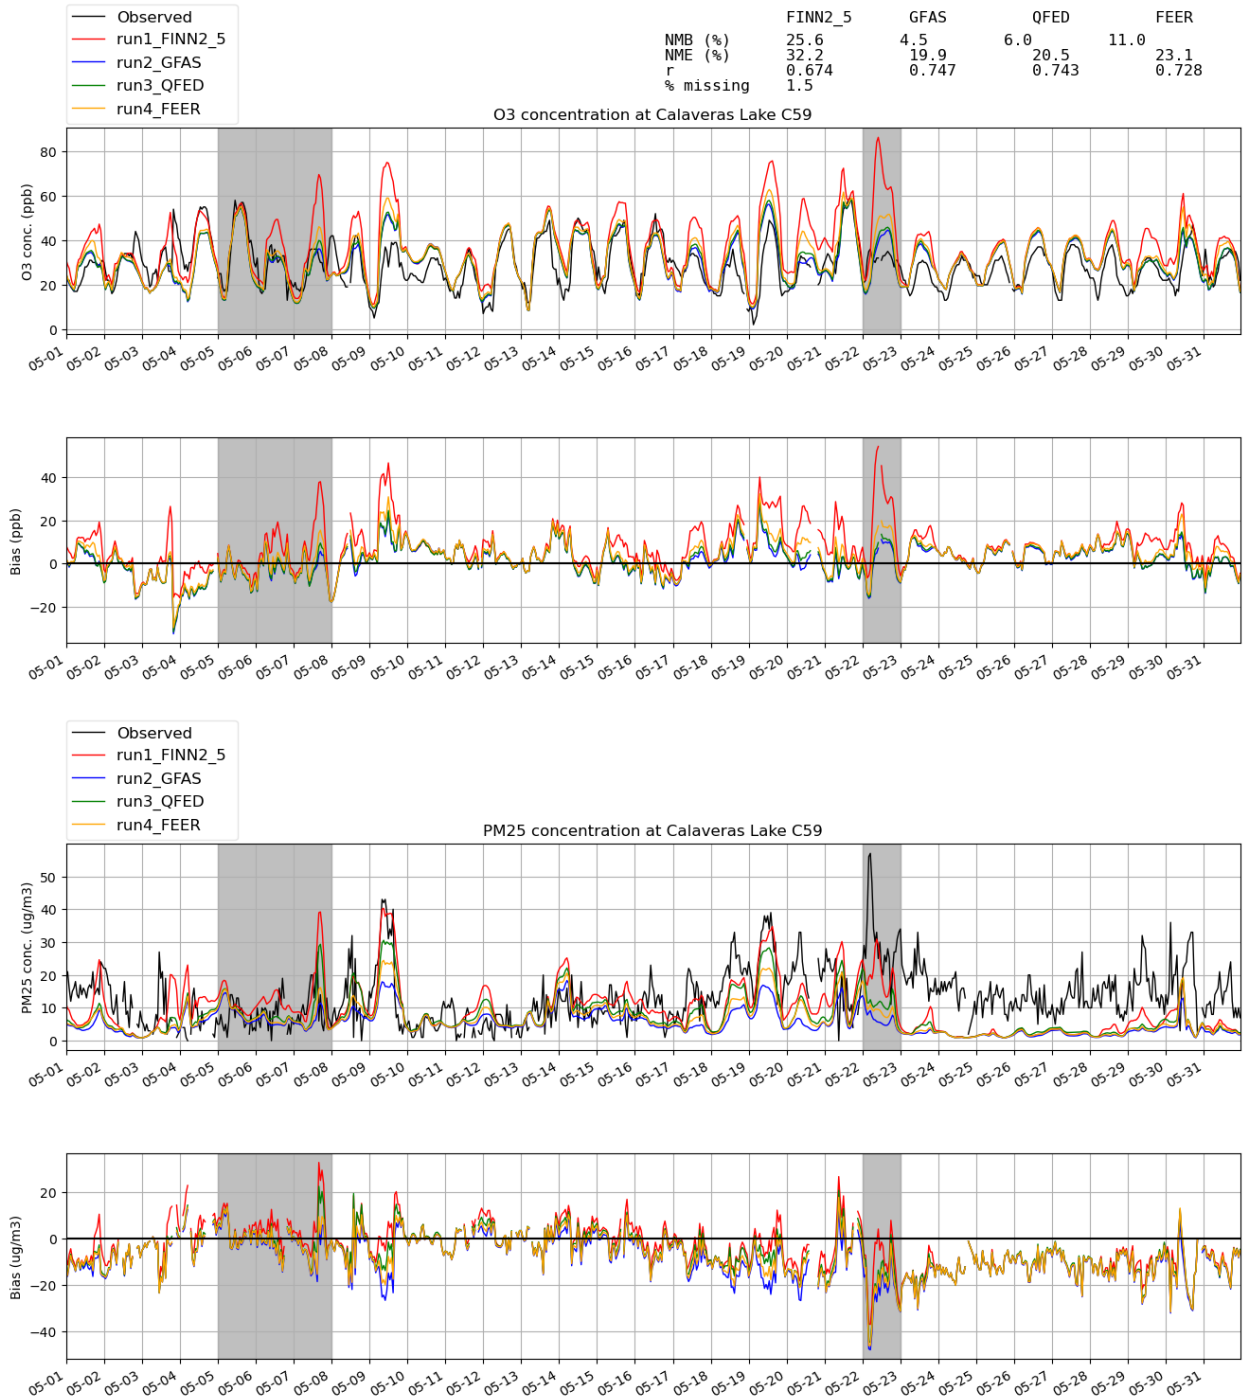 Observed
run1_FINN2_5
run2_GFAS
run3_QFED
run4_FEER
FINN2_5 GFAS QFED FEER
NMB (%) 25.6 4.5 6.0 11.0
NME (%) 32.2 19.9 20.5 23.1
r 0.674 0.747 0.743 0.728
% missing 1.5
O3 concentration at Calaveras Lake C59
O3 conc. (ppb)
80
60
40
20
0
05-01 05-02 05-03 05-04 05-05 05-06 05-07 05-08 05-09 05-10 05-11 05-12 05-13 05-14 05-15 05-16 05-17 05-18 05-19 05-20 05-21 05-22 05-23 05-24 05-25 05-26 05-27 05-28 05-29 05-30 05-31
Bias (ppb)
40
20
0
−20
05-01 05-02 05-03 05-04 05-05 05-06 05-07 05-08 05-09 05-10 05-11 05-12 05-13 05-14 05-15 05-16 05-17 05-18 05-19 05-20 05-21 05-22 05-23 05-24 05-25 05-26 05-27 05-28 05-29 05-30 05-31
Observed
run1_FINN2_5
run2_GFAS
run3_QFED
run4_FEER
PM25 concentration at Calaveras Lake C59
PM25 conc. (ug/m3)
50
40
30
20
10
0
05-01 05-02 05-03 05-04 05-05 05-06 05-07 05-08 05-09 05-10 05-11 05-12 05-13 05-14 05-15 05-16 05-17 05-18 05-19 05-20 05-21 05-22 05-23 05-24 05-25 05-26 05-27 05-28 05-29 05-30 05-31
Bias (ug/m3)
20
0
−20
−40
05-01 05-02 05-03 05-04 05-05 05-06 05-07 05-08 05-09 05-10 05-11 05-12 05-13 05-14 05-15 05-16 05-17 05-18 05-19 05-20 05-21 05-22 05-23 05-24 05-25 05-26 05-27 05-28 05-29 05-30 05-31